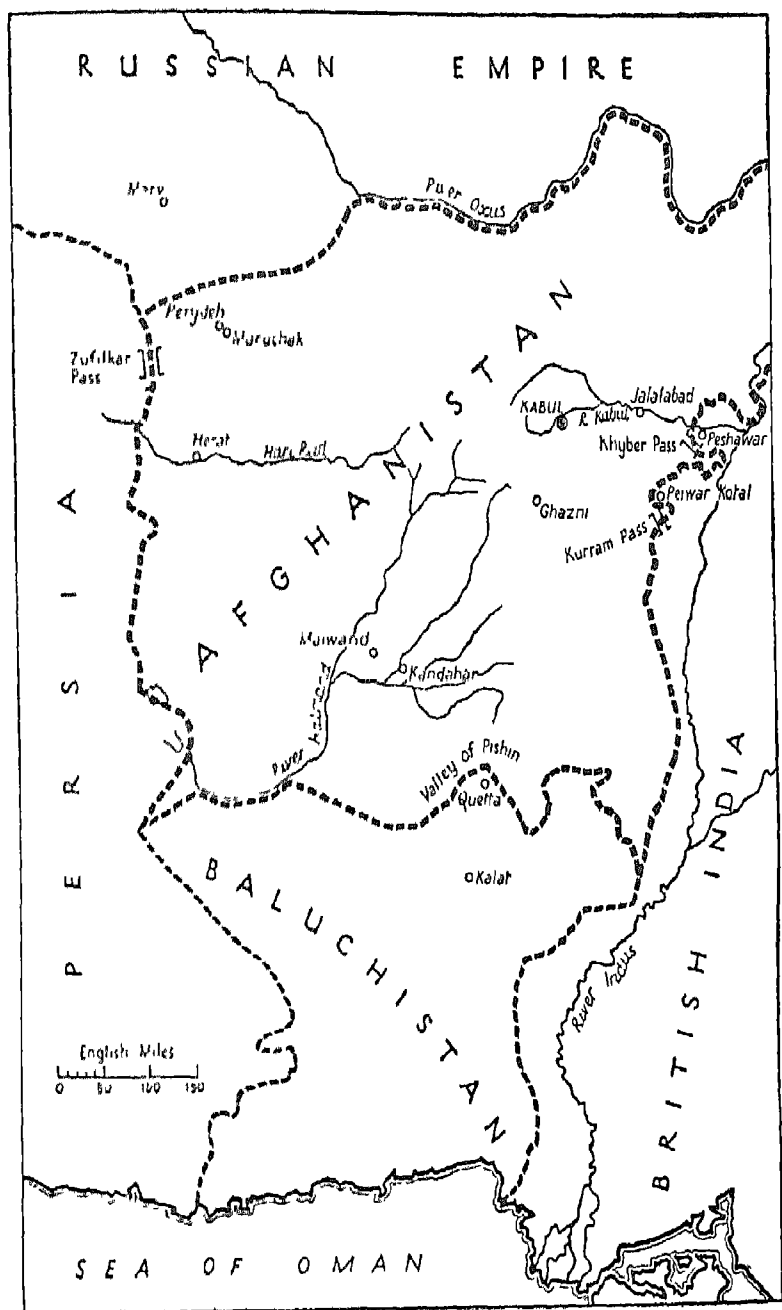 RUSSIAN EMPIRE
Merv
River Oxus
Penjdeh
Maruchak
Zulfikar
Pass
AFGHANISTAN
KABUL
R. Kabul
Jalalabad
Khyber Pass
Peshawar
Herat
Hari Rud
Peiwar Kotal
Ghazni
Kurram Pass
PERSIA
Maiwand
Kandahar
River Helmand
Valley of Pishin
Quetta
Kalat
BALUCHISTAN
BRITISH INDIA
River Indus
English Miles
0 50 100 150
SEA OF OMAN